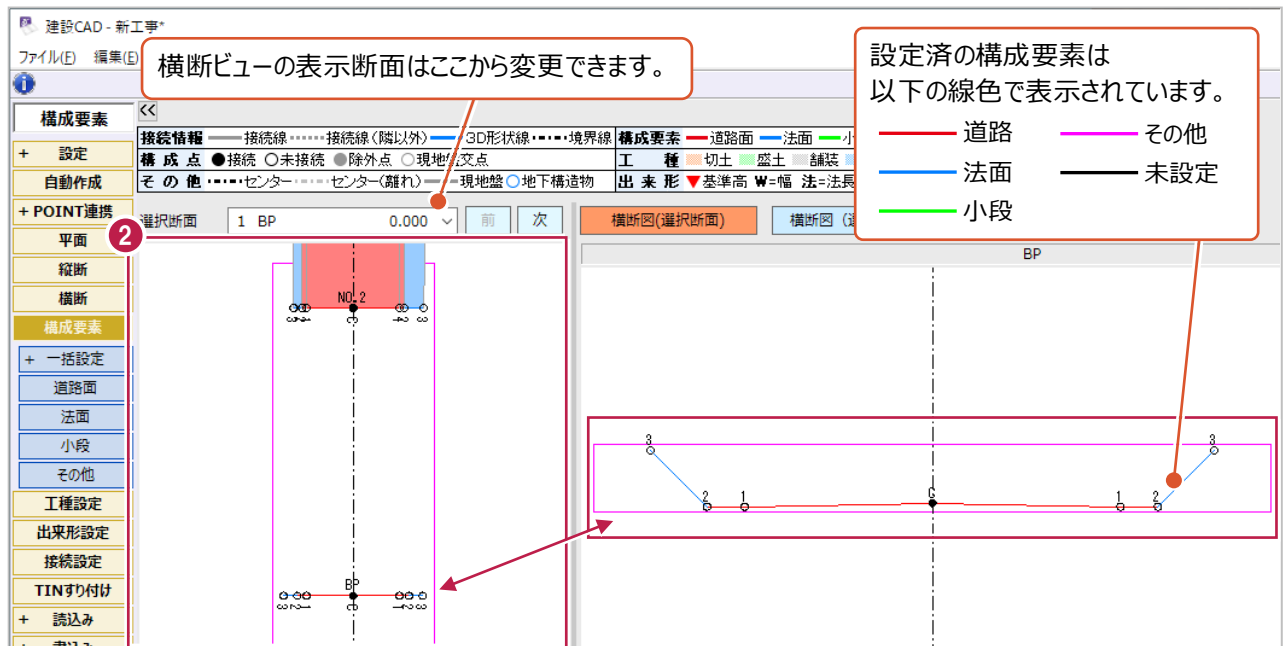 建設CAD - 新工事*
ファイル(F) 編集(E)
横断ビューの表示断面はここから変更できます。
設定済の構成要素は
以下の線色で表示されています。
道路 その他
法面 未設定
小段
構成要素
<<
接続情報 接続線 接続線(隣以外) 3D形状線 境界線 構成要素 道路面 法面
構成点 ●接続 ○未接続 ●除外点 ○現地盤交点 工種 切土 盛土 舗装
その他 センター センター(離れ) 現地盤 ○地下構造物 出来形 ▼基準高 W=幅 法=法長
+ 設定
自動作成
+ POINT連携
平面
縦断
横断
構成要素
+ 一括設定
道路面
法面
小段
その他
工種設定
出来形設定
接続設定
TINすり付け
+ 読込み
選択断面 1 BP 0.000 前 次
横断図(選択断面)
BP
2
NO.2
3 2 1 C 1 2 3
BP
3 2 1 C 1 2 3
3 3
2 1 C 1 2